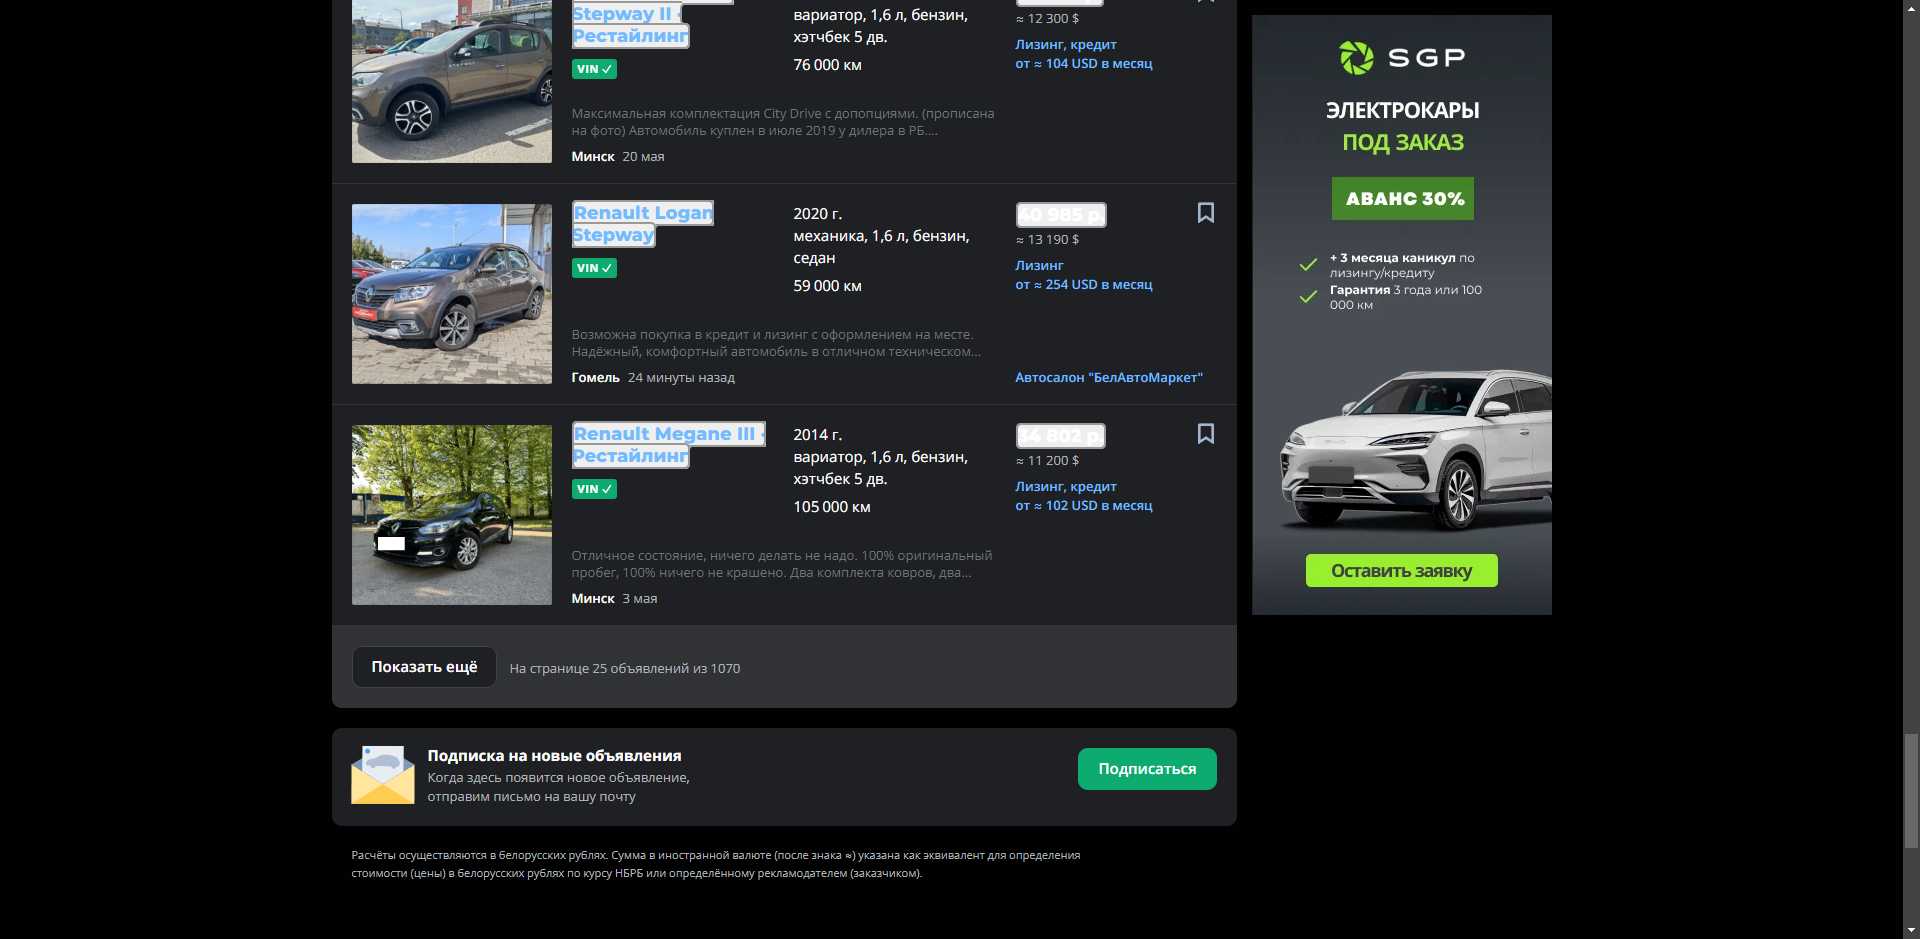 Stepway II ·
Рестайлинг
VIN ✓
вариатор, 1,6 л, бензин,
хэтчбек 5 дв.
76 000 км
≈ 12 300 $
Лизинг, кредит
от ≈ 104 USD в месяц
Максимальная комплектация City Drive с допопциями. (прописана
на фото) Автомобиль куплен в июле 2019 у дилера в РБ....
Минск 20 мая
Renault Logan
Stepway
VIN ✓
2020 г.
механика, 1,6 л, бензин,
седан
59 000 км
40 985 р.
≈ 13 190 $
Лизинг
от ≈ 254 USD в месяц
Возможна покупка в кредит и лизинг с оформлением на месте.
Надёжный, комфортный автомобиль в отличном техническом...
Гомель 24 минуты назад
Автосалон "БелАвтоМаркет"
Renault Megane III ·
Рестайлинг
VIN ✓
2014 г.
вариатор, 1,6 л, бензин,
хэтчбек 5 дв.
105 000 км
34 802 р.
≈ 11 200 $
Лизинг, кредит
от ≈ 102 USD в месяц
Отличное состояние, ничего делать не надо. 100% оригинальный
пробег, 100% ничего не крашено. Два комплекта ковров, два...
Минск 3 мая
Показать ещё
На странице 25 объявлений из 1070
Подписка на новые объявления
Когда здесь появится новое объявление,
отправим письмо на вашу почту
Подписаться
Расчёты осуществляются в белорусских рублях. Сумма в иностранной валюте (после знака ≈) указана как эквивалент для определения
стоимости (цены) в белорусских рублях по курсу НБРБ или определённому рекламодателем (заказчиком).
SGP
ЭЛЕКТРОКАРЫ
ПОД ЗАКАЗ
АВАНС 30%
+ 3 месяца каникул по
лизингу/кредиту
Гарантия 3 года или 100
000 км
Оставить заявку